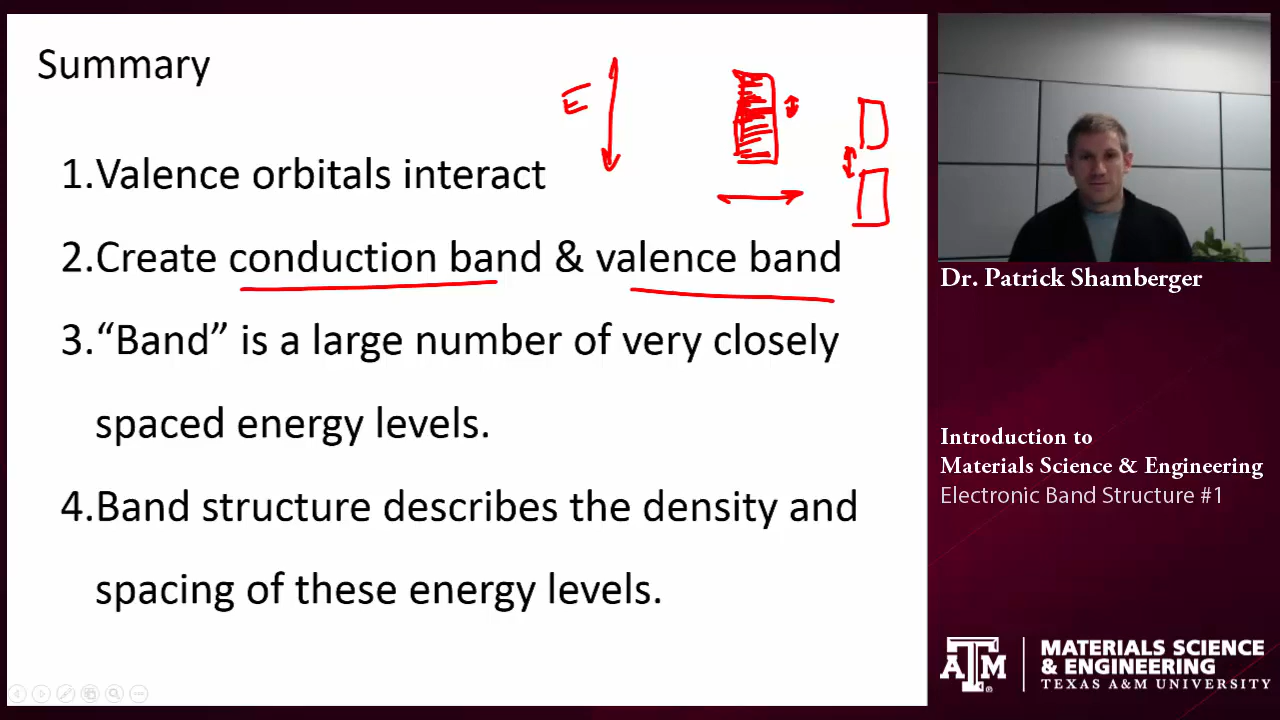 Summary
E
1.Valence orbitals interact
2.Create conduction band & valence band
3.“Band” is a large number of very closely
spaced energy levels.
4.Band structure describes the density and
spacing of these energy levels.
Dr. Patrick Shamberger
Introduction to
Materials Science & Engineering
Electronic Band Structure #1
ATM
MATERIALS SCIENCE
& ENGINEERING
TEXAS A&M UNIVERSITY